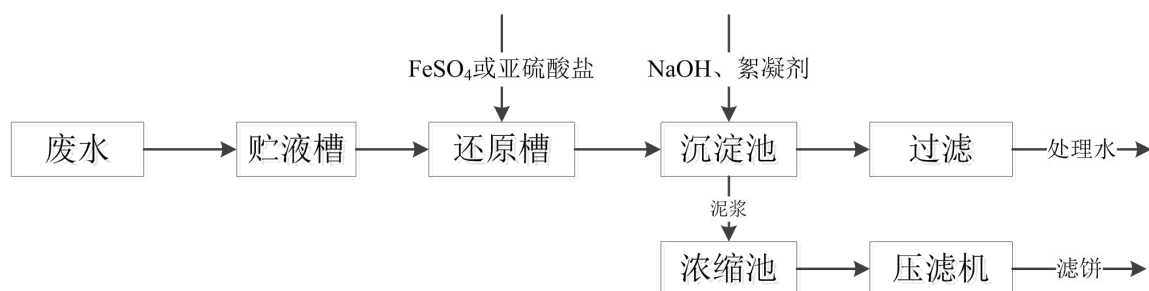 FeSO₄或亚硫酸盐
NaOH、絮凝剂
废水
贮液槽
还原槽
沉淀池
过滤
处理水
泥浆
浓缩池
压滤机
滤饼